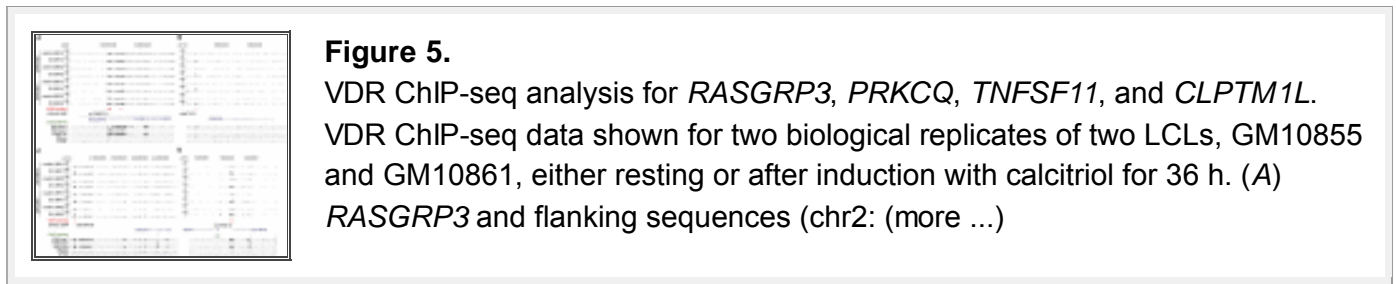 Figure 5.
VDR ChIP-seq analysis for RASGRP3, PRKCQ, TNFSF11, and CLPTM1L.
VDR ChIP-seq data shown for two biological replicates of two LCLs, GM10855
and GM10861, either resting or after induction with calcitriol for 36 h. (A)
RASGRP3 and flanking sequences (chr2: (more ...)